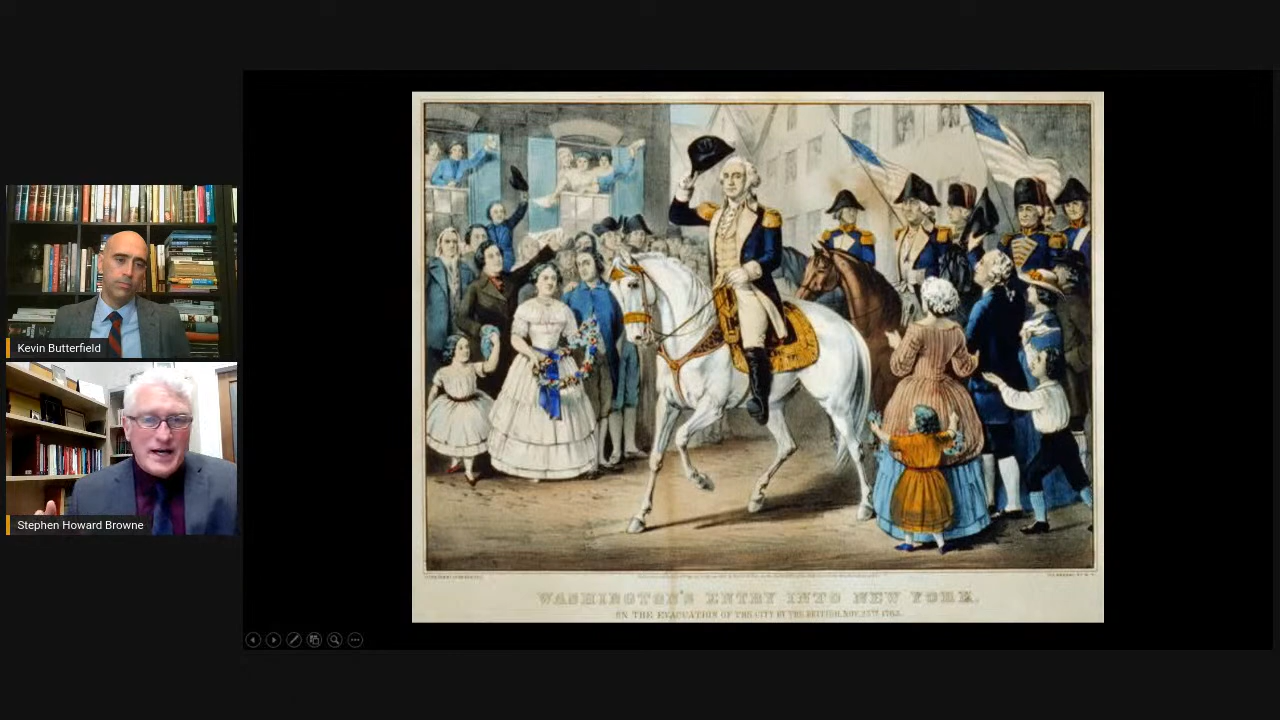 Kevin Butterfield
Stephen Howard Browne
WASHINGTON'S ENTRY INTO NEW YORK.
ON THE EVACUATION OF THE CITY BY THE BRITISH, NOV. 25TH 1783.